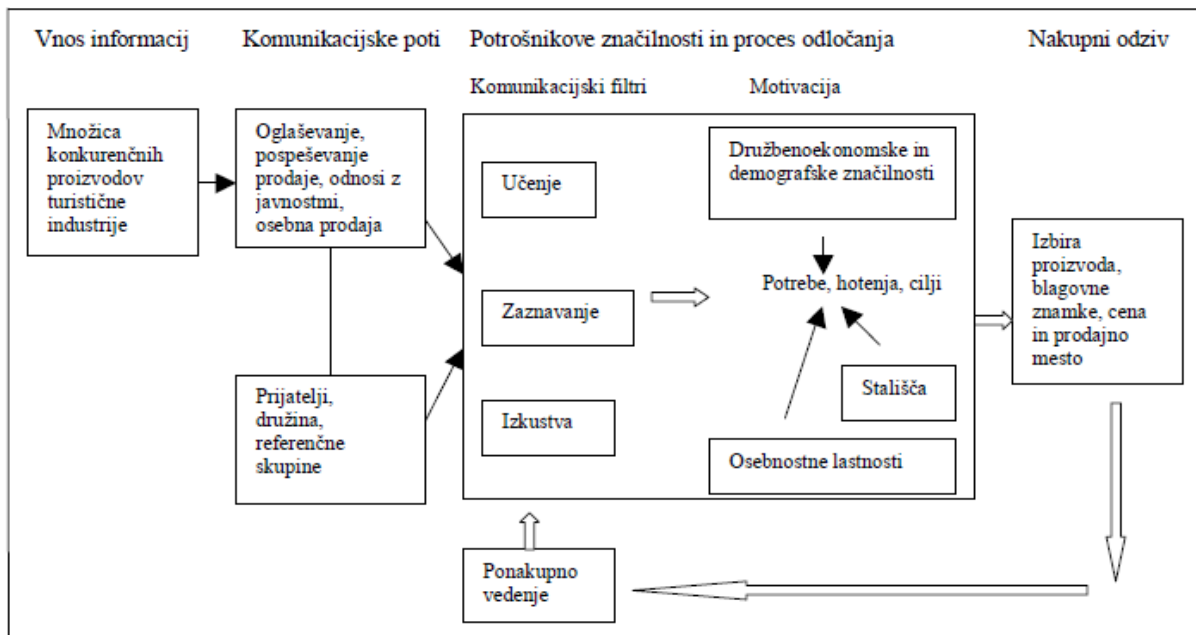 Vnos informacij
Komunikacijske poti
Potrošnikove značilnosti in proces odločanja
Nakupni odziv
Komunikacijski filtri
Motivacija
Množica
konkurenčnih
proizvodov
turistične
industrije
Oglaševanje,
pospeševanje
prodaje, odnosi z
javnostmi,
osebna prodaja
Prijatelji,
družina,
referenčne
skupine
Učenje
Zaznavanje
Izkustva
Družbenoekonomske in
demografske značilnosti
Potrebe, hotenja, cilji
Stališča
Osebnostne lastnosti
Izbira
proizvoda,
blagovne
znamke, cena
in prodajno
mesto
Ponakupno
vedenje